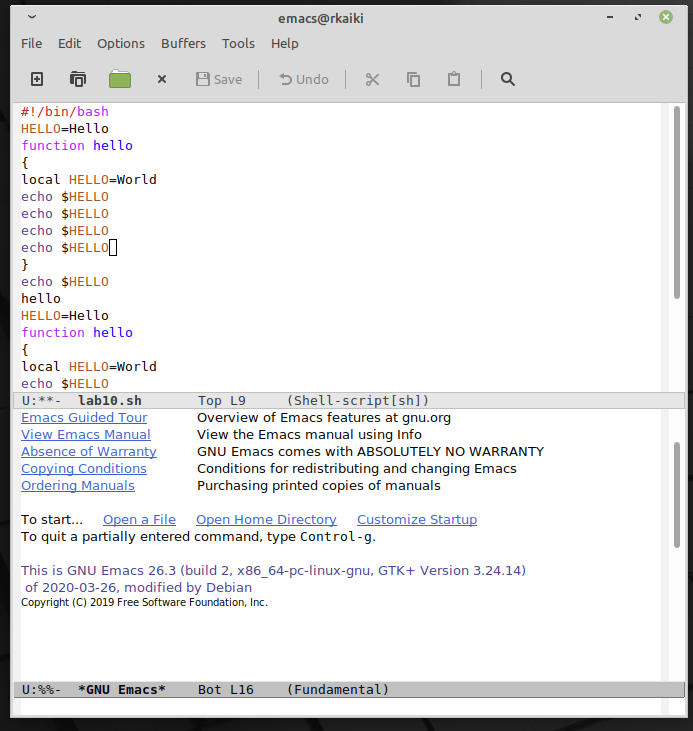 emacs@rkaiki
File Edit Options Buffers Tools Help
Save Undo
#!/bin/bash
HELLO=Hello
function hello
{
local HELLO=World
echo $HELLO
echo $HELLO
echo $HELLO
echo $HELLO
}
echo $HELLO
hello
HELLO=Hello
function hello
{
local HELLO=World
echo $HELLO
U:**- lab10.sh Top L9 (Shell-script[sh])
Emacs Guided Tour Overview of Emacs features at gnu.org
View Emacs Manual View the Emacs manual using Info
Absence of Warranty GNU Emacs comes with ABSOLUTELY NO WARRANTY
Copying Conditions Conditions for redistributing and changing Emacs
Ordering Manuals Purchasing printed copies of manuals
To start... Open a File Open Home Directory Customize Startup
To quit a partially entered command, type Control-g.
This is GNU Emacs 26.3 (build 2, x86_64-pc-linux-gnu, GTK+ Version 3.24.14)
of 2020-03-26, modified by Debian
Copyright (C) 2019 Free Software Foundation, Inc.
U:%%- *GNU Emacs* Bot L16 (Fundamental)